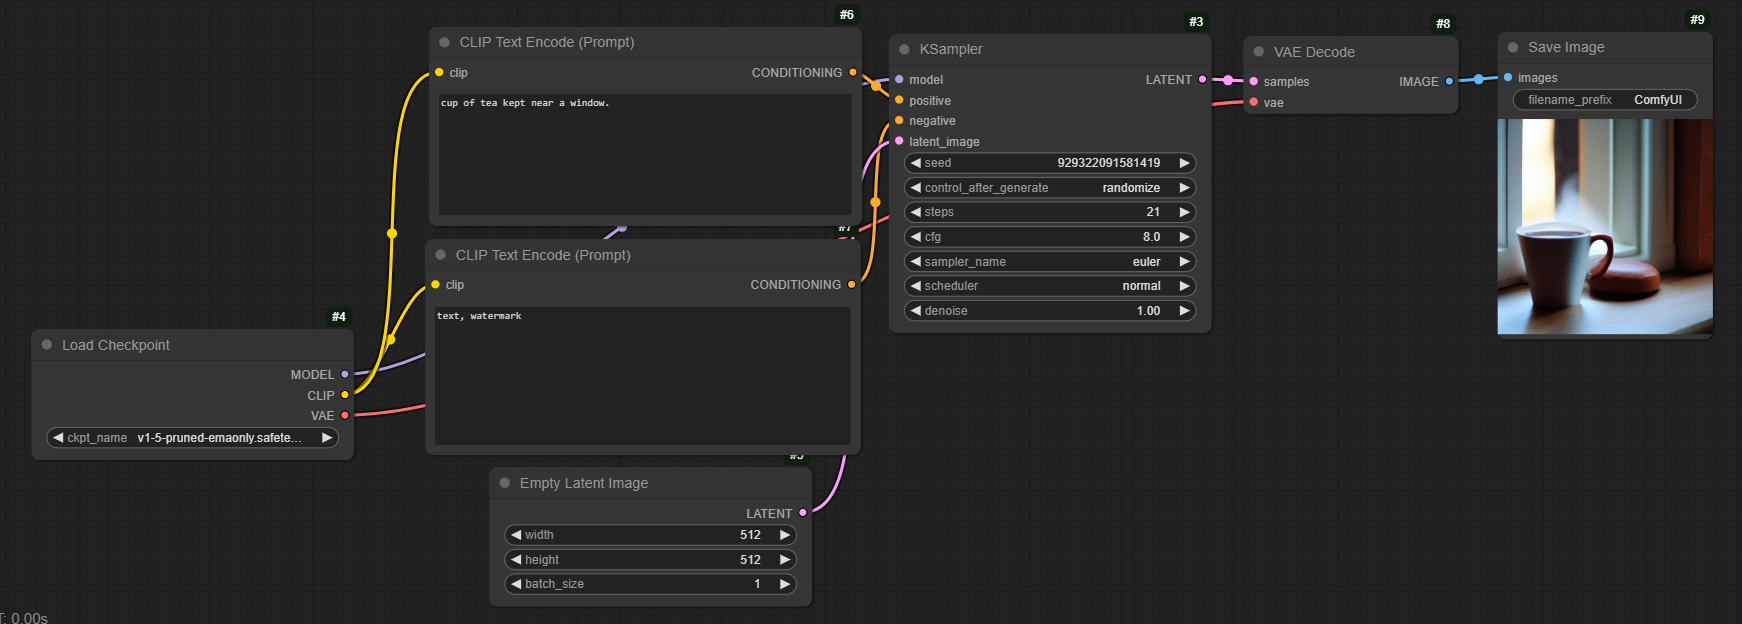 #4
Load Checkpoint
MODEL
CLIP
VAE
ckpt_name v1-5-pruned-emaonly.safete...
#6
CLIP Text Encode (Prompt)
clip CONDITIONING
cup of tea kept near a window.
#7
CLIP Text Encode (Prompt)
clip CONDITIONING
text, watermark
#5
Empty Latent Image
LATENT
width 512
height 512
batch_size 1
#3
KSampler
model LATENT
positive
negative
latent_image
seed 929322091581419
control_after_generate randomize
steps 21
cfg 8.0
sampler_name euler
scheduler normal
denoise 1.00
#8
VAE Decode
samples IMAGE
vae
#9
Save Image
images
filename_prefix ComfyUI
T: 0.00s